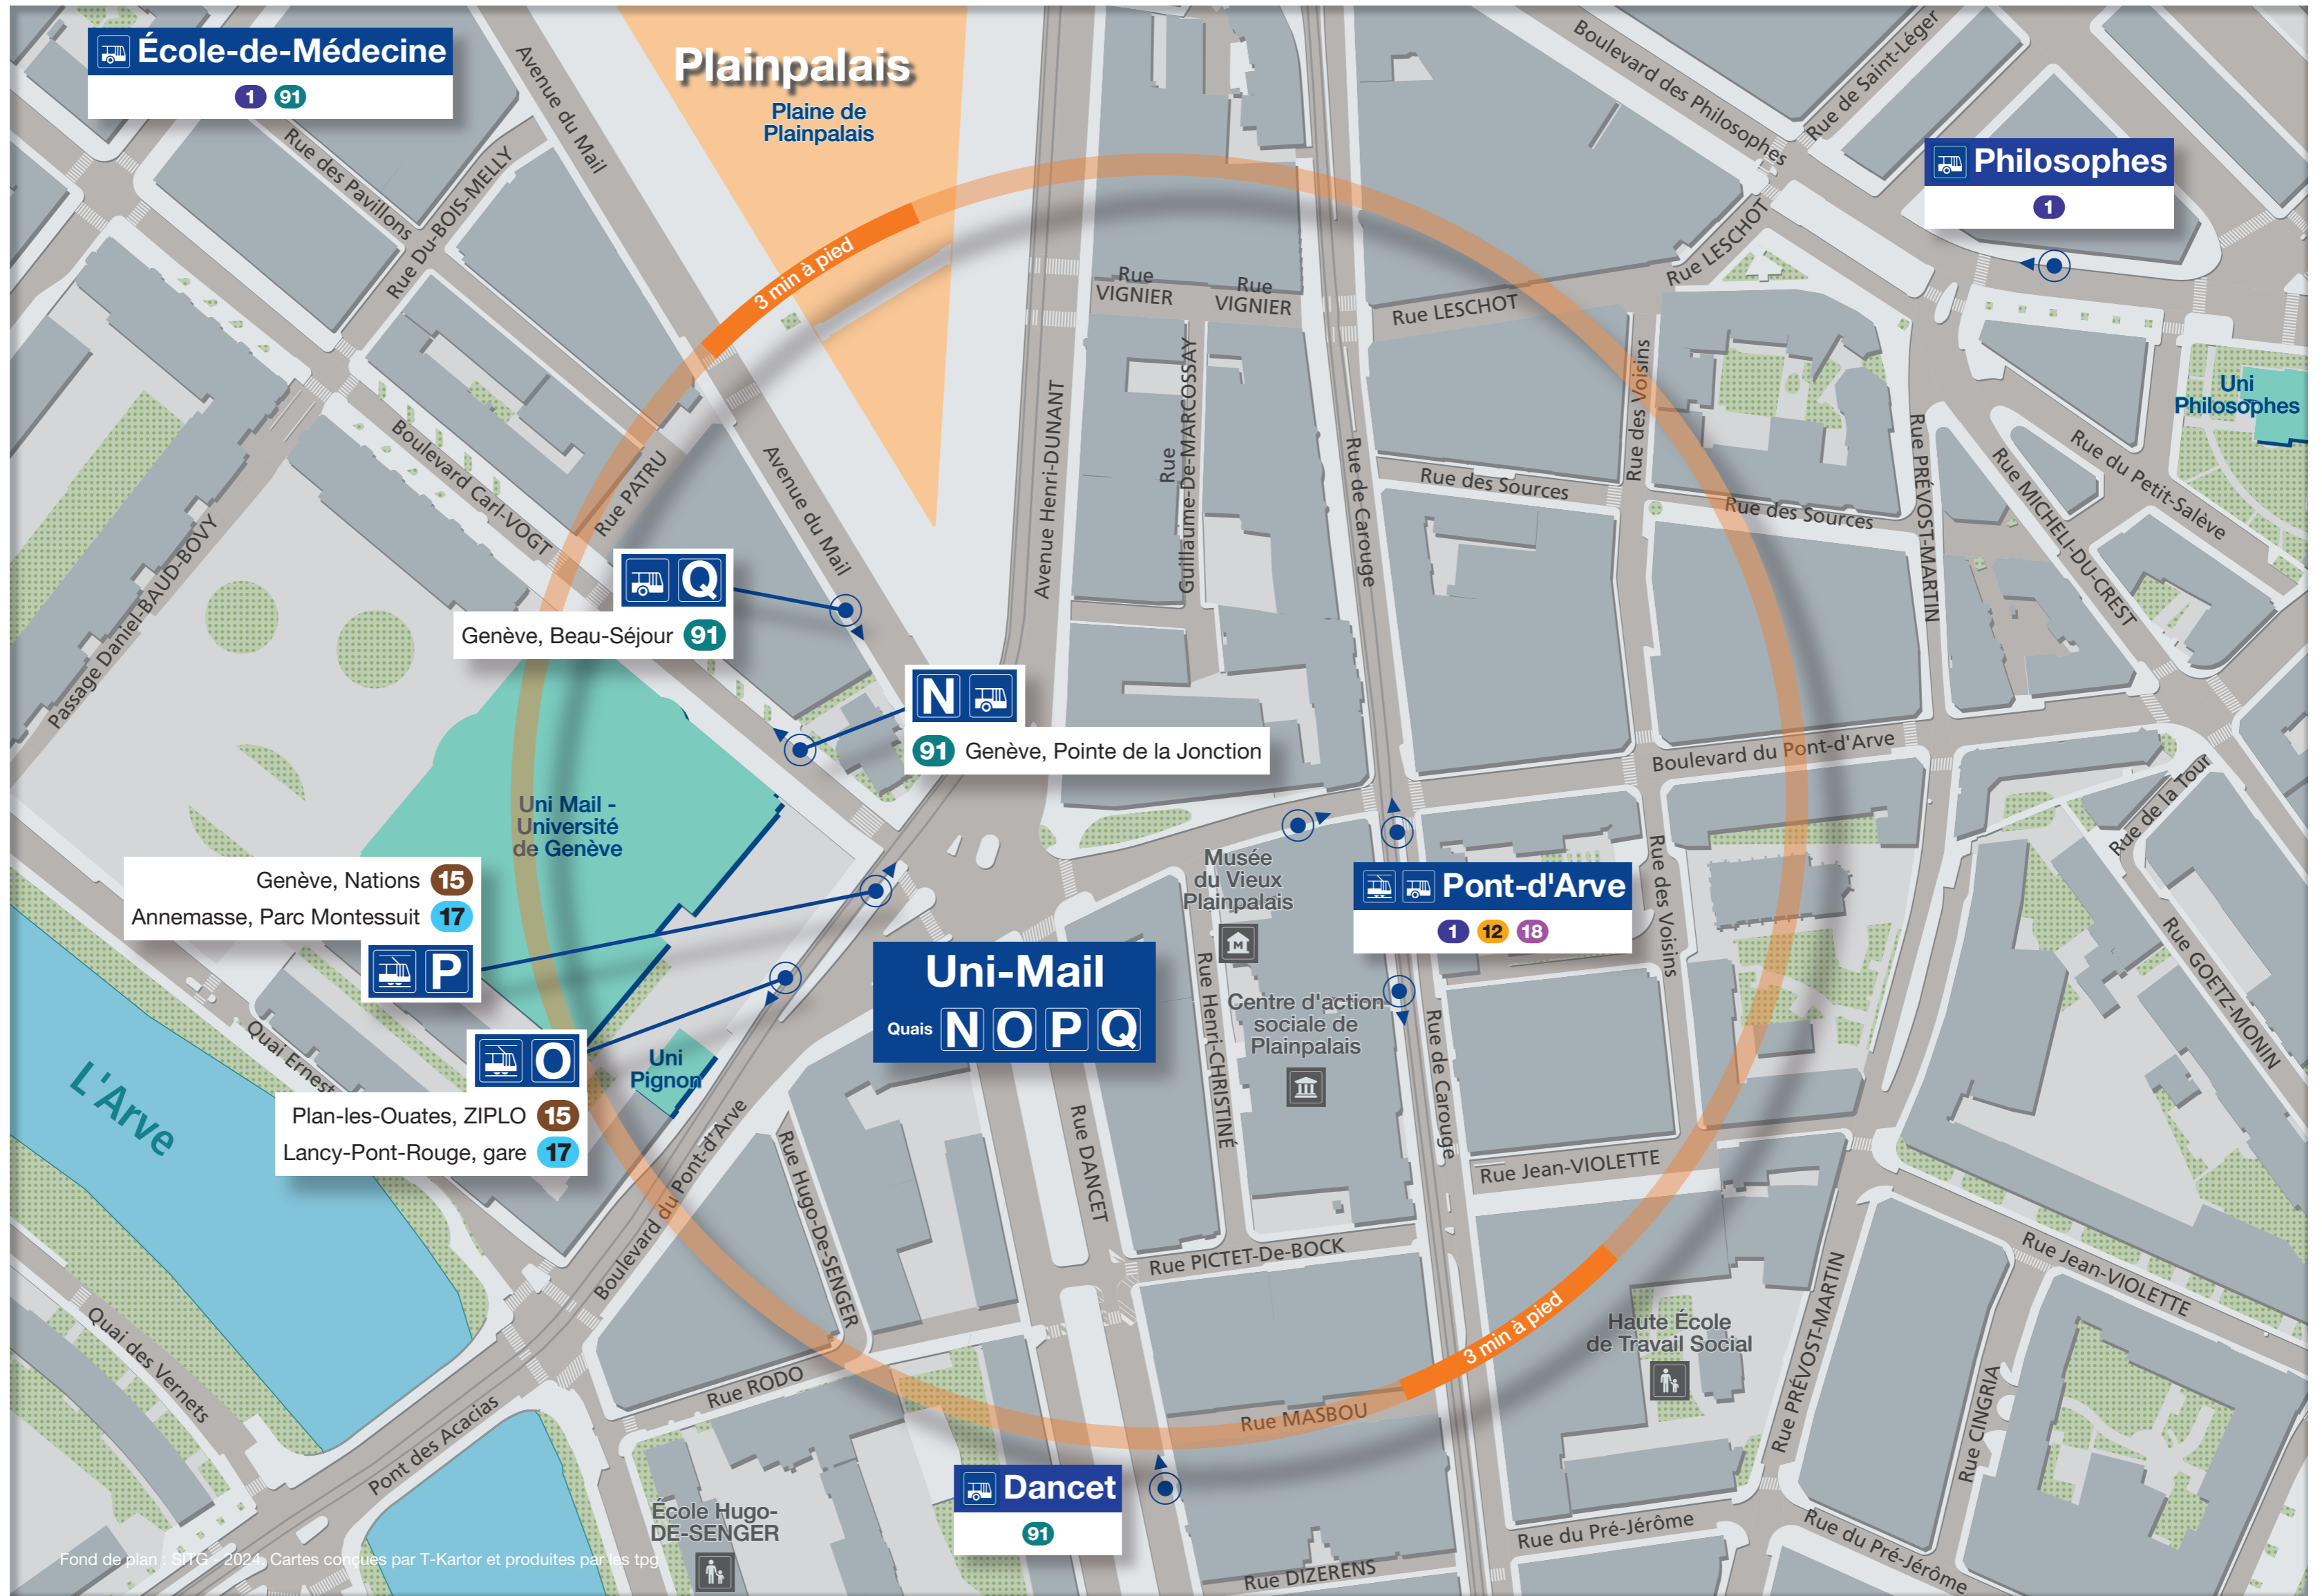 École-de-Médecine
1 91
Plainpalais
Plaine de
Plainpalais
Philosophes
1
Avenue du Mail
Boulevard des Philosophes
Rue de Saint-Léger
Rue des Pavillons
Rue Du-BOIS-MELLY
Rue LESCHOT
3 min à pied
Rue
VIGNIER
Rue
VIGNIER
Rue LESCHOT
Uni
Philosophes
Rue
Guillaume-De-MARCOSSAY
Avenue Henri-DUNANT
Rue de Carouge
Rue des Voisins
Rue des Sources
Rue des Sources
Rue PRÉVOST-MARTIN
Rue MICHELI-DU-CREST
Rue du Petit-Salève
Boulevard Carl-VOGT
Rue PATRU
Avenue du Mail
Passage Daniel-BAUD-BOVY
Q
Genève, Beau-Séjour 91
N
91 Genève, Pointe de la Jonction
Boulevard du Pont-d'Arve
Rue de la Tour
Uni Mail -
Université
de Genève
Genève, Nations 15
Annemasse, Parc Montessuit 17
P
Musée
du Vieux
Plainpalais
M
Pont-d'Arve
1 12 18
Rue des Voisins
Rue GOETZ-MONIN
Uni-Mail
Quais N O P Q
Rue Henri-CHRISTINÉ
Centre d'action
sociale de
Plainpalais
Rue de Carouge
Quai Ernest
L'Arve
O
Plan-les-Ouates, ZIPLO 15
Lancy-Pont-Rouge, gare 17
Uni
Pignon
Boulevard du Pont-d'Arve
Rue Hugo-De-SENGER
Rue DANCET
Rue Jean-VIOLETTE
Rue PICTET-De-BOCK
Rue Jean-VIOLETTE
Quai des Vernets
Rue PRÉVOST-MARTIN
Haute École
de Travail Social
3 min à pied
Rue CINGRIA
Rue RODO
Rue MASBOU
Pont des Acacias
Dancet
91
École Hugo-
DE-SENGER
Rue du Pré-Jérôme
Rue du Pré-Jérôme
Rue DIZERENS
Fond de plan : SITG - 2024, Cartes conçues par T-Kartor et produites par les tpg